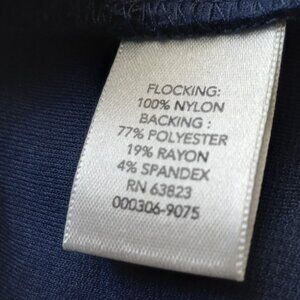 FLOCKING:
100% NYLON
BACKING :
77% POLYESTER
19% RAYON
4% SPANDEX
RN 63823
000306-9075